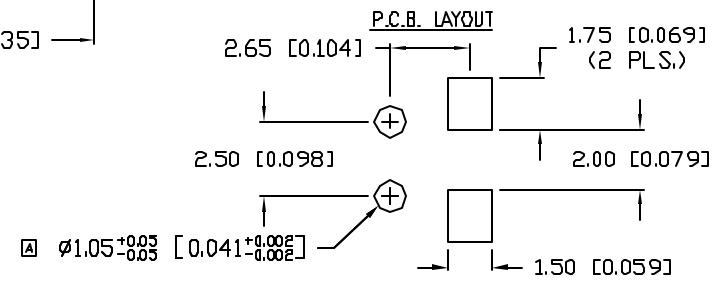 P.C.B. LAYOUT
35]
2.65 [0.104]
1.75 [0.069]
(2 PLS.)
2.50 [0.098]
2.00 [0.079]
A ø1.05+0.05-0.05 [0.041+0.002-0.002]
1.50 [0.059]